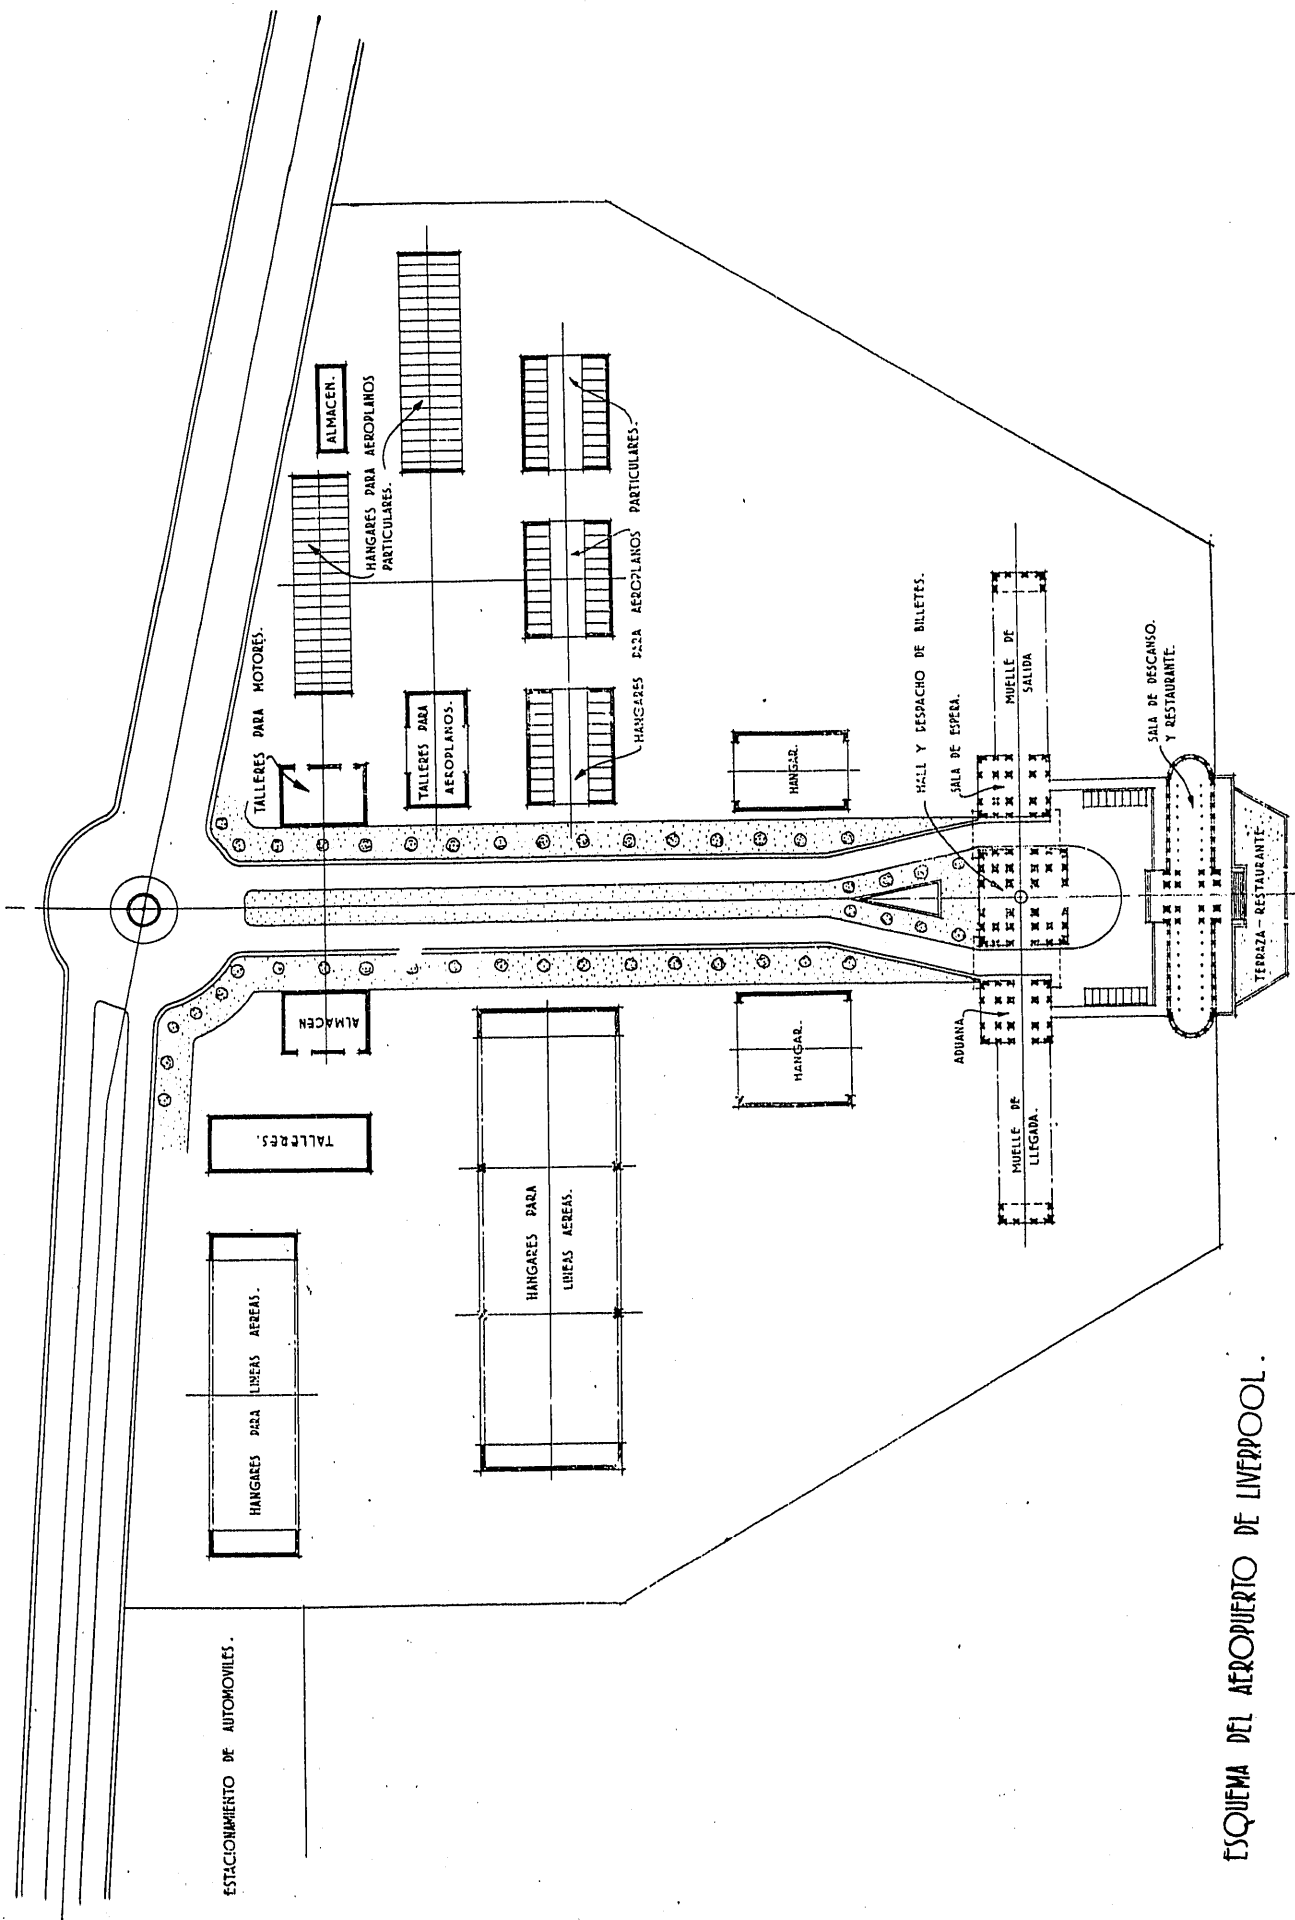 ESTACIONAMIENTO DE AUTOMOVILES.
HANGARES PARA LINEAS AEREAS.
TALLERES.
ALMACEN
TALLERES PARA MOTORES.
ALMACEN.
HANGARES PARA AEROPLANOS
PARTICULARES.
TALLERES PARA
AEROPLANOS.
HANGARES PARA
LINEAS AEREAS.
HANGARES PARA AEROPLANOS PARTICULARES.
HANGAR.
HANGAR.
HALL Y DESPACHO DE BILLETES.
SALA DE ESPERA.
ADUANA
MUELLE DE
LLEGADA.
MUELLE DE
SALIDA
SALA DE DESCANSO.
Y RESTAURANTE.
TERRAZA-RESTAURANTE
ESQUEMA DEL AEROPUERTO DE LIVERPOOL.